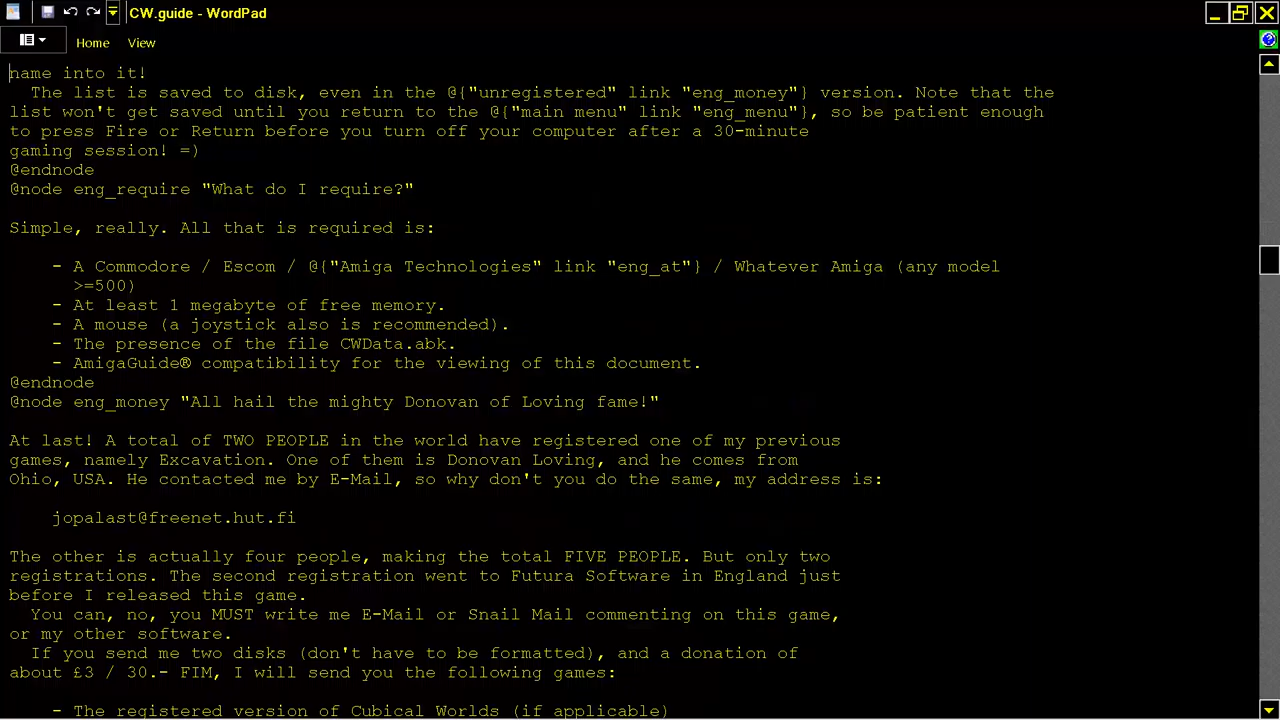 CW.guide - WordPad
Home View
name into it!
The list is saved to disk, even in the @{"unregistered" link "eng_money"} version. Note that the
list won't get saved until you return to the @{"main menu" link "eng_menu"}, so be patient enough
to press Fire or Return before you turn off your computer after a 30-minute
gaming session! =)
@endnode
@node eng_require "What do I require?"
Simple, really. All that is required is:
- A Commodore / Escom / @{"Amiga Technologies" link "eng_at"} / Whatever Amiga (any model
>=500)
- At least 1 megabyte of free memory.
- A mouse (a joystick also is recommended).
- The presence of the file CWData.abk.
- AmigaGuide® compatibility for the viewing of this document.
@endnode
@node eng_money "All hail the mighty Donovan of Loving fame!"
At last! A total of TWO PEOPLE in the world have registered one of my previous
games, namely Excavation. One of them is Donovan Loving, and he comes from
Ohio, USA. He contacted me by E-Mail, so why don't you do the same, my address is:
jopalast@freenet.hut.fi
The other is actually four people, making the total FIVE PEOPLE. But only two
registrations. The second registration went to Futura Software in England just
before I released this game.
You can, no, you MUST write me E-Mail or Snail Mail commenting on this game,
or my other software.
If you send me two disks (don't have to be formatted), and a donation of
about £3 / 30.- FIM, I will send you the following games:
- The registered version of Cubical Worlds (if applicable)